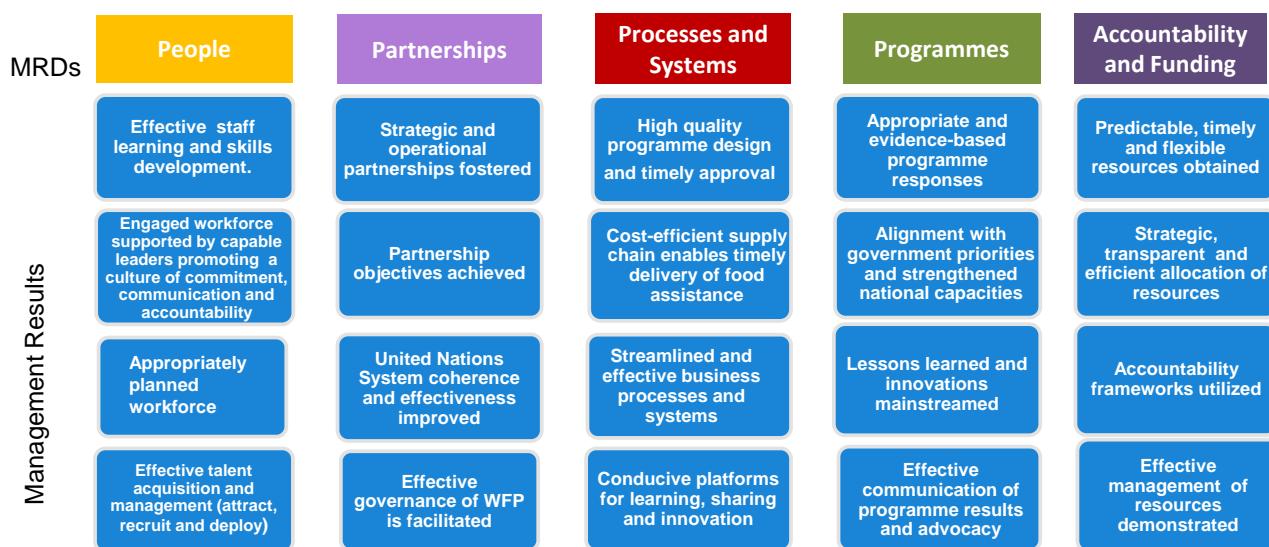 MRDs
People
Partnerships
Processes and
Systems
Programmes
Accountability
and Funding
Management Results
Effective staff
learning and skills
development.
Strategic and
operational
partnerships fostered
High quality
programme design
and timely approval
Appropriate and
evidence-based
programme
responses
Predictable, timely
and flexible
resources obtained
Engaged workforce
supported by capable
leaders promoting a
culture of commitment,
communication and
accountability
Partnership
objectives achieved
Cost-efficient supply
chain enables timely
delivery of food
assistance
Alignment with
government priorities
and strengthened
national capacities
Strategic,
transparent and
efficient allocation of
resources
Appropriately
planned
workforce
United Nations
System coherence
and effectiveness
improved
Streamlined and
effective business
processes and
systems
Lessons learned and
innovations
mainstreamed
Accountability
frameworks utilized
Effective talent
acquisition and
management (attract,
recruit and deploy)
Effective
governance of WFP
is facilitated
Conducive platforms
for learning, sharing
and innovation
Effective
communication of
programme results
and advocacy
Effective
management of
resources
demonstrated